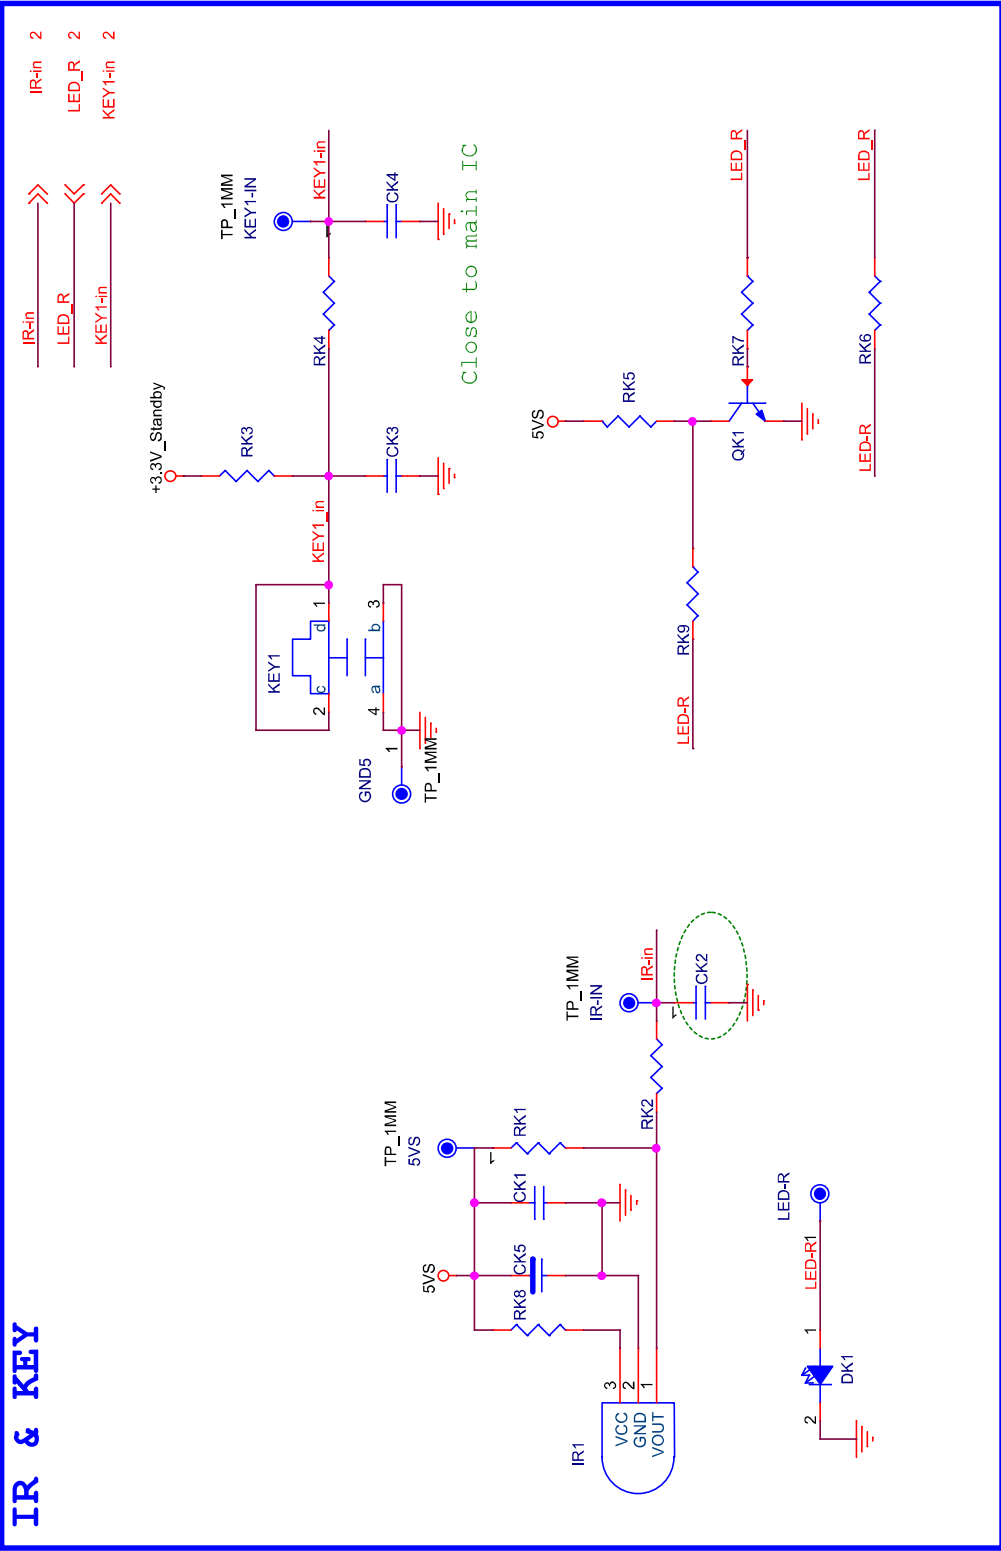 IR & KEY
IR-in
IR-in 2
LED_R
LED_R 2
KEY1-in
KEY1-in 2
+3.3V_Standby
RK3
KEY1_in
CK3
KEY1
c
d
2
1
a
b
4
3
1
GND5
TP_1MM
RK4
TP_1MM
KEY1-IN
1
KEY1-in
CK4
Close to main IC
5VS
TP_1MM
5VS
1
RK8
CK5
CK1
RK1
IR1
VCC
GND
VOUT
3
2
1
RK2
TP_1MM
IR-IN
1
IR-in
CK2
5VS
RK5
LED-R
RK9
QK1
RK7
LED_R
LED-R
RK6
LED_R
2
1
DK1
LED-R1
LED-R